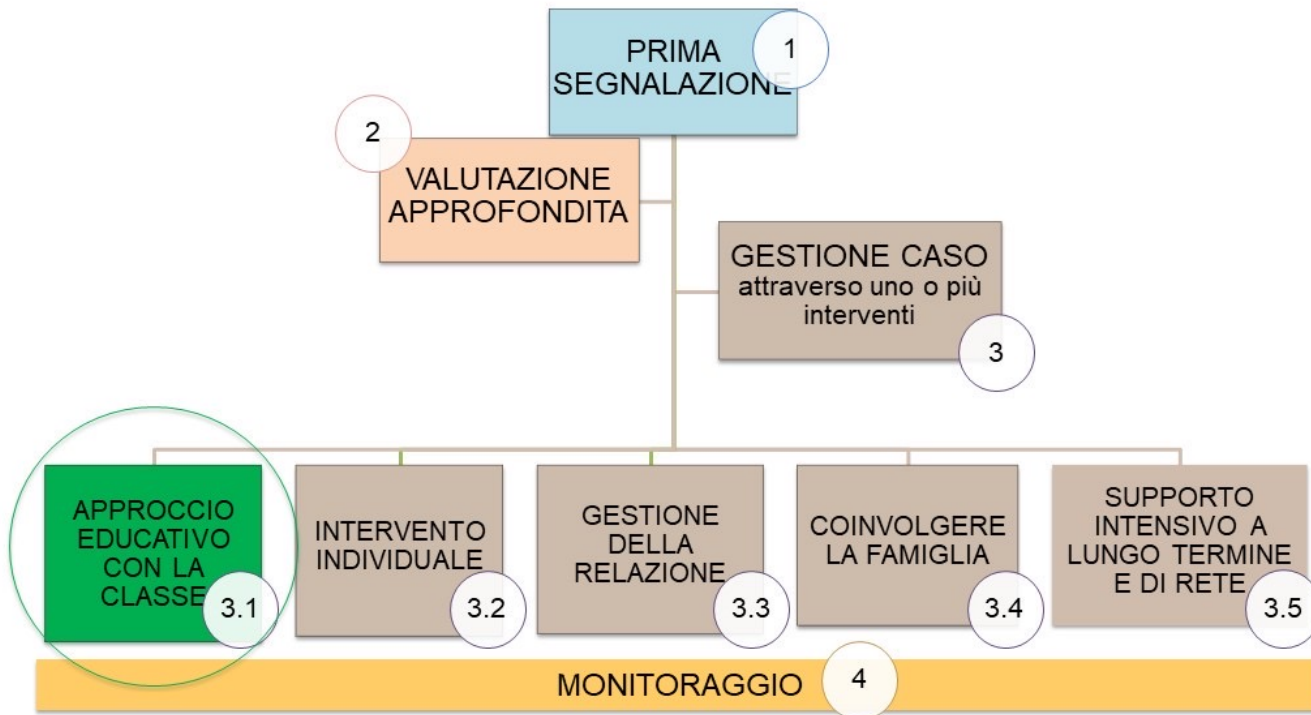 PRIMA
SEGNALAZIONE
1
2
VALUTAZIONE
APPROFONDITA
GESTIONE CASO
attraverso uno o più
interventi
3
APPROCCIO
EDUCATIVO
CON LA
CLASSE
3.1
INTERVENTO
INDIVIDUALE
3.2
GESTIONE
DELLA
RELAZIONE
3.3
COINVOLGERE
LA FAMIGLIA
3.4
SUPPORTO
INTENSIVO A
LUNGO TERMINE
E DI RETE
3.5
MONITORAGGIO 4